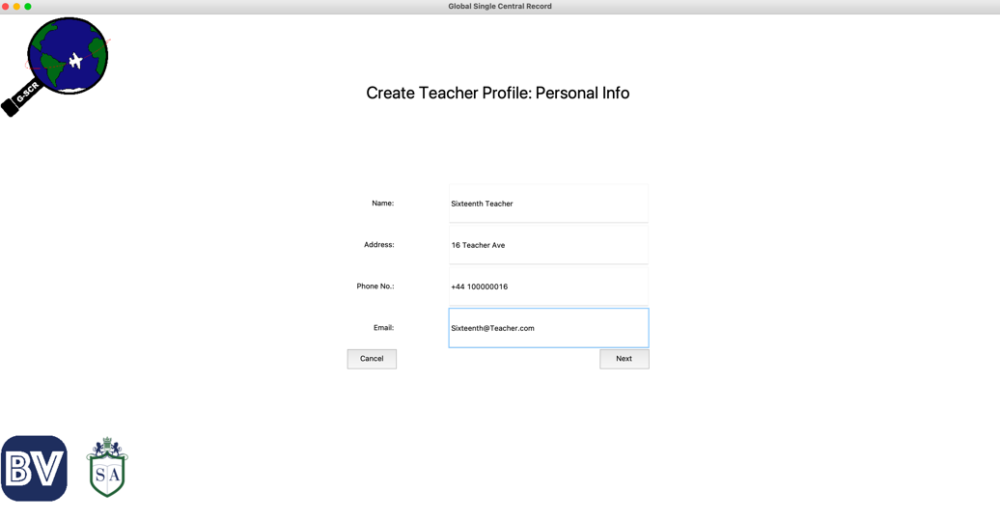 Global Single Central Record
G-SCR
Create Teacher Profile: Personal Info
Name: Sixteenth Teacher
Address: 16 Teacher Ave
Phone No.: +44 100000016
Email: Sixteenth@Teacher.com
Cancel Next
BV
SA